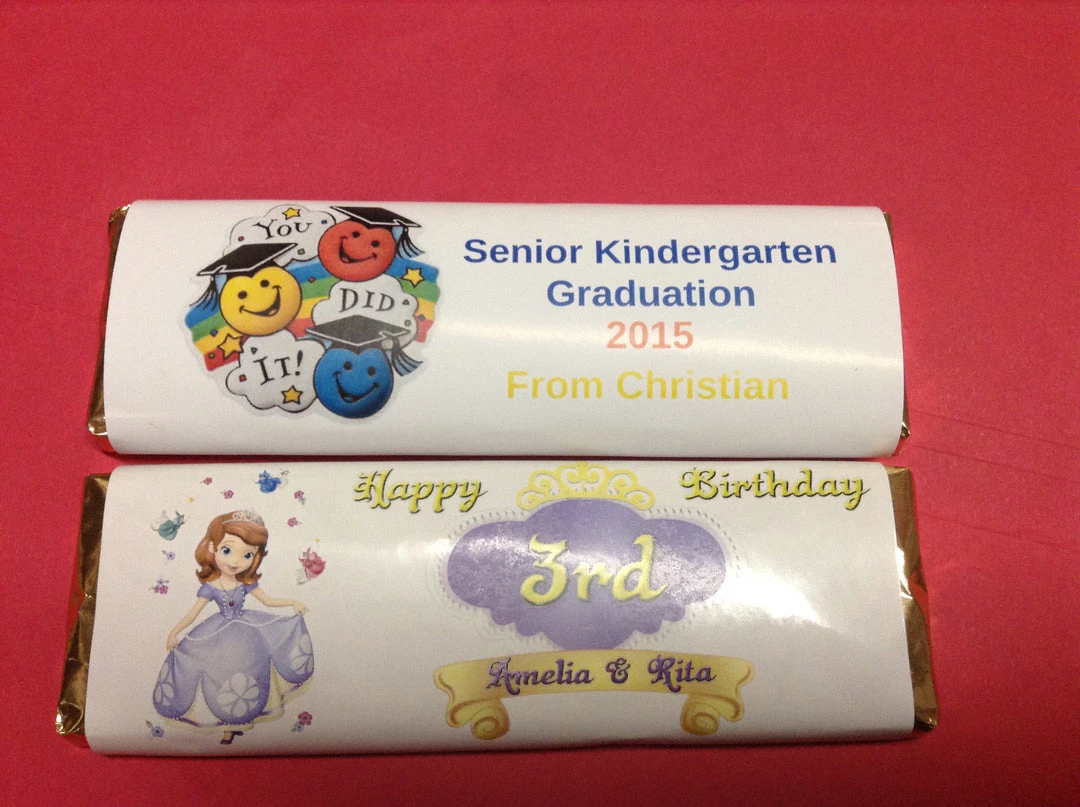 YOU
DID
IT!
Senior Kindergarten
Graduation
2015
From Christian
Happy Birthday
3rd
Amelia & Rita